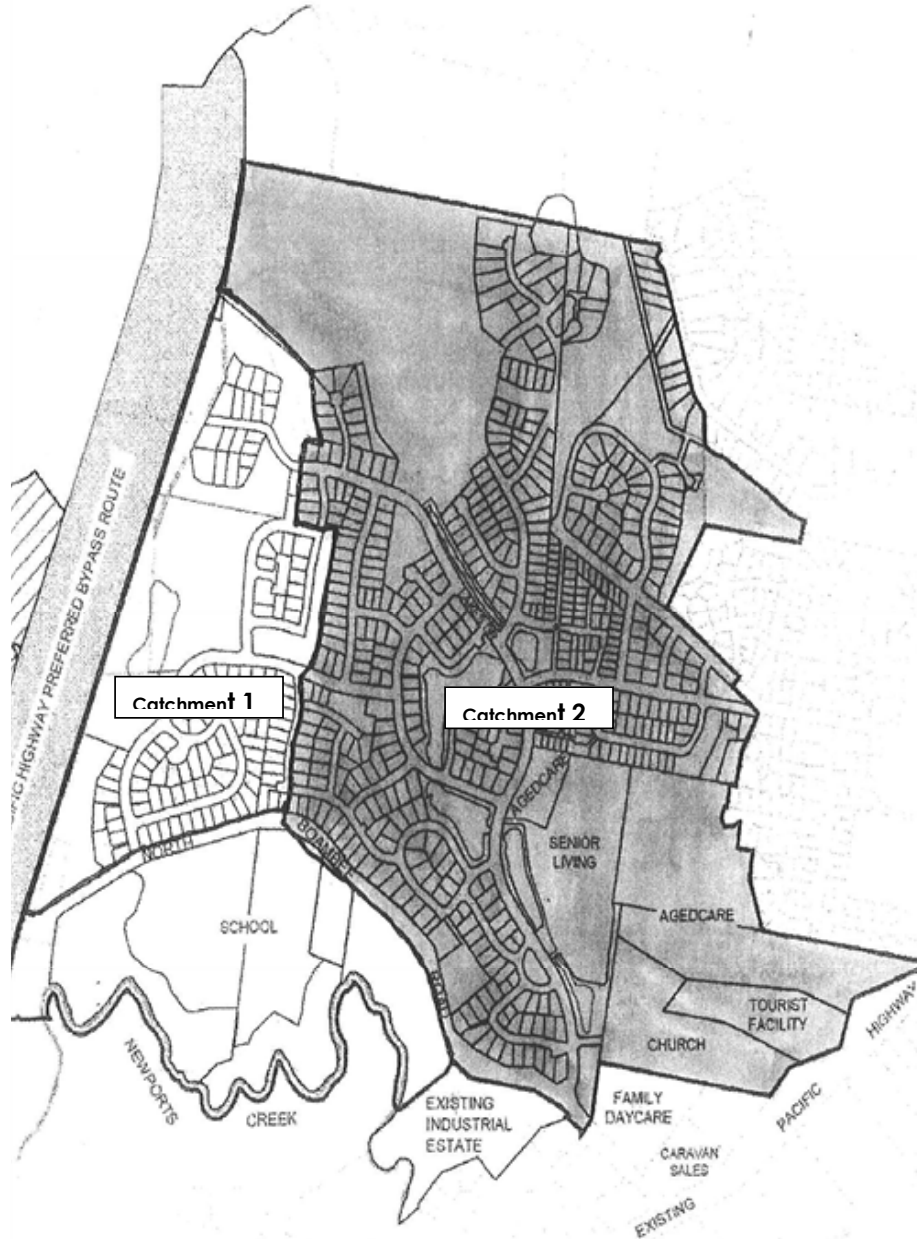 PACIFIC HIGHWAY PREFERRED BYPASS ROUTE
Catchment 1
Catchment 2
AGEDCARE
SENIOR
LIVING
NORTH
BOAMBEE
ROAD
SCHOOL
AGEDCARE
TOURIST
FACILITY
HIGHWAY
CHURCH
NEWPORTS
CREEK
EXISTING
INDUSTRIAL
ESTATE
FAMILY
DAYCARE
PACIFIC
CARAVAN
SALES
EXISTING